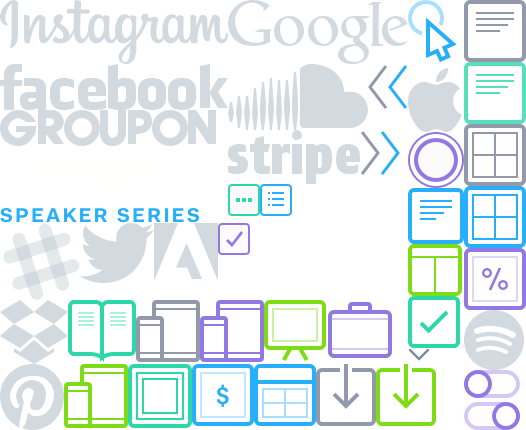 Instagram
Google
facebook
GROUPON
stripe
SPEAKER SERIES
%
$